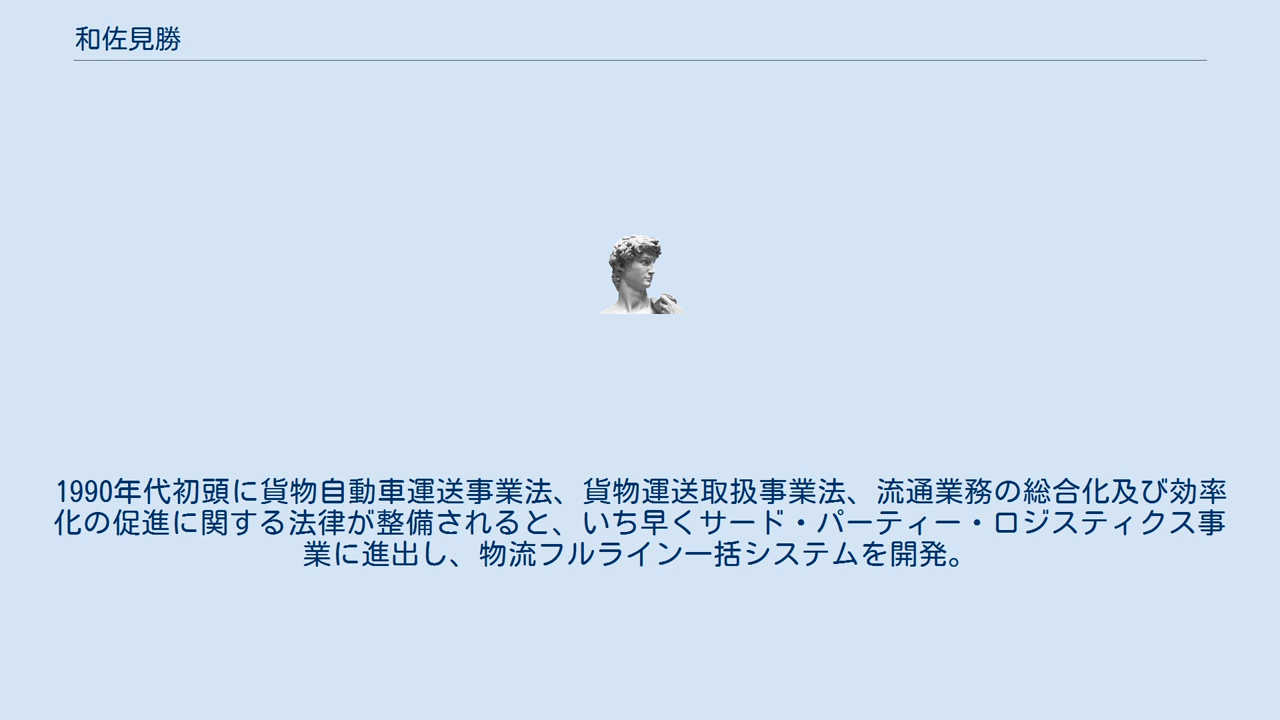 和佐見勝
1990年代初頭に貨物自動車運送事業法、貨物運送取扱事業法、流通業務の総合化及び効率
化の促進に関する法律が整備されると、いち早くサード・パーティー・ロジスティクス事
業に進出し、物流フルライン一括システムを開発。